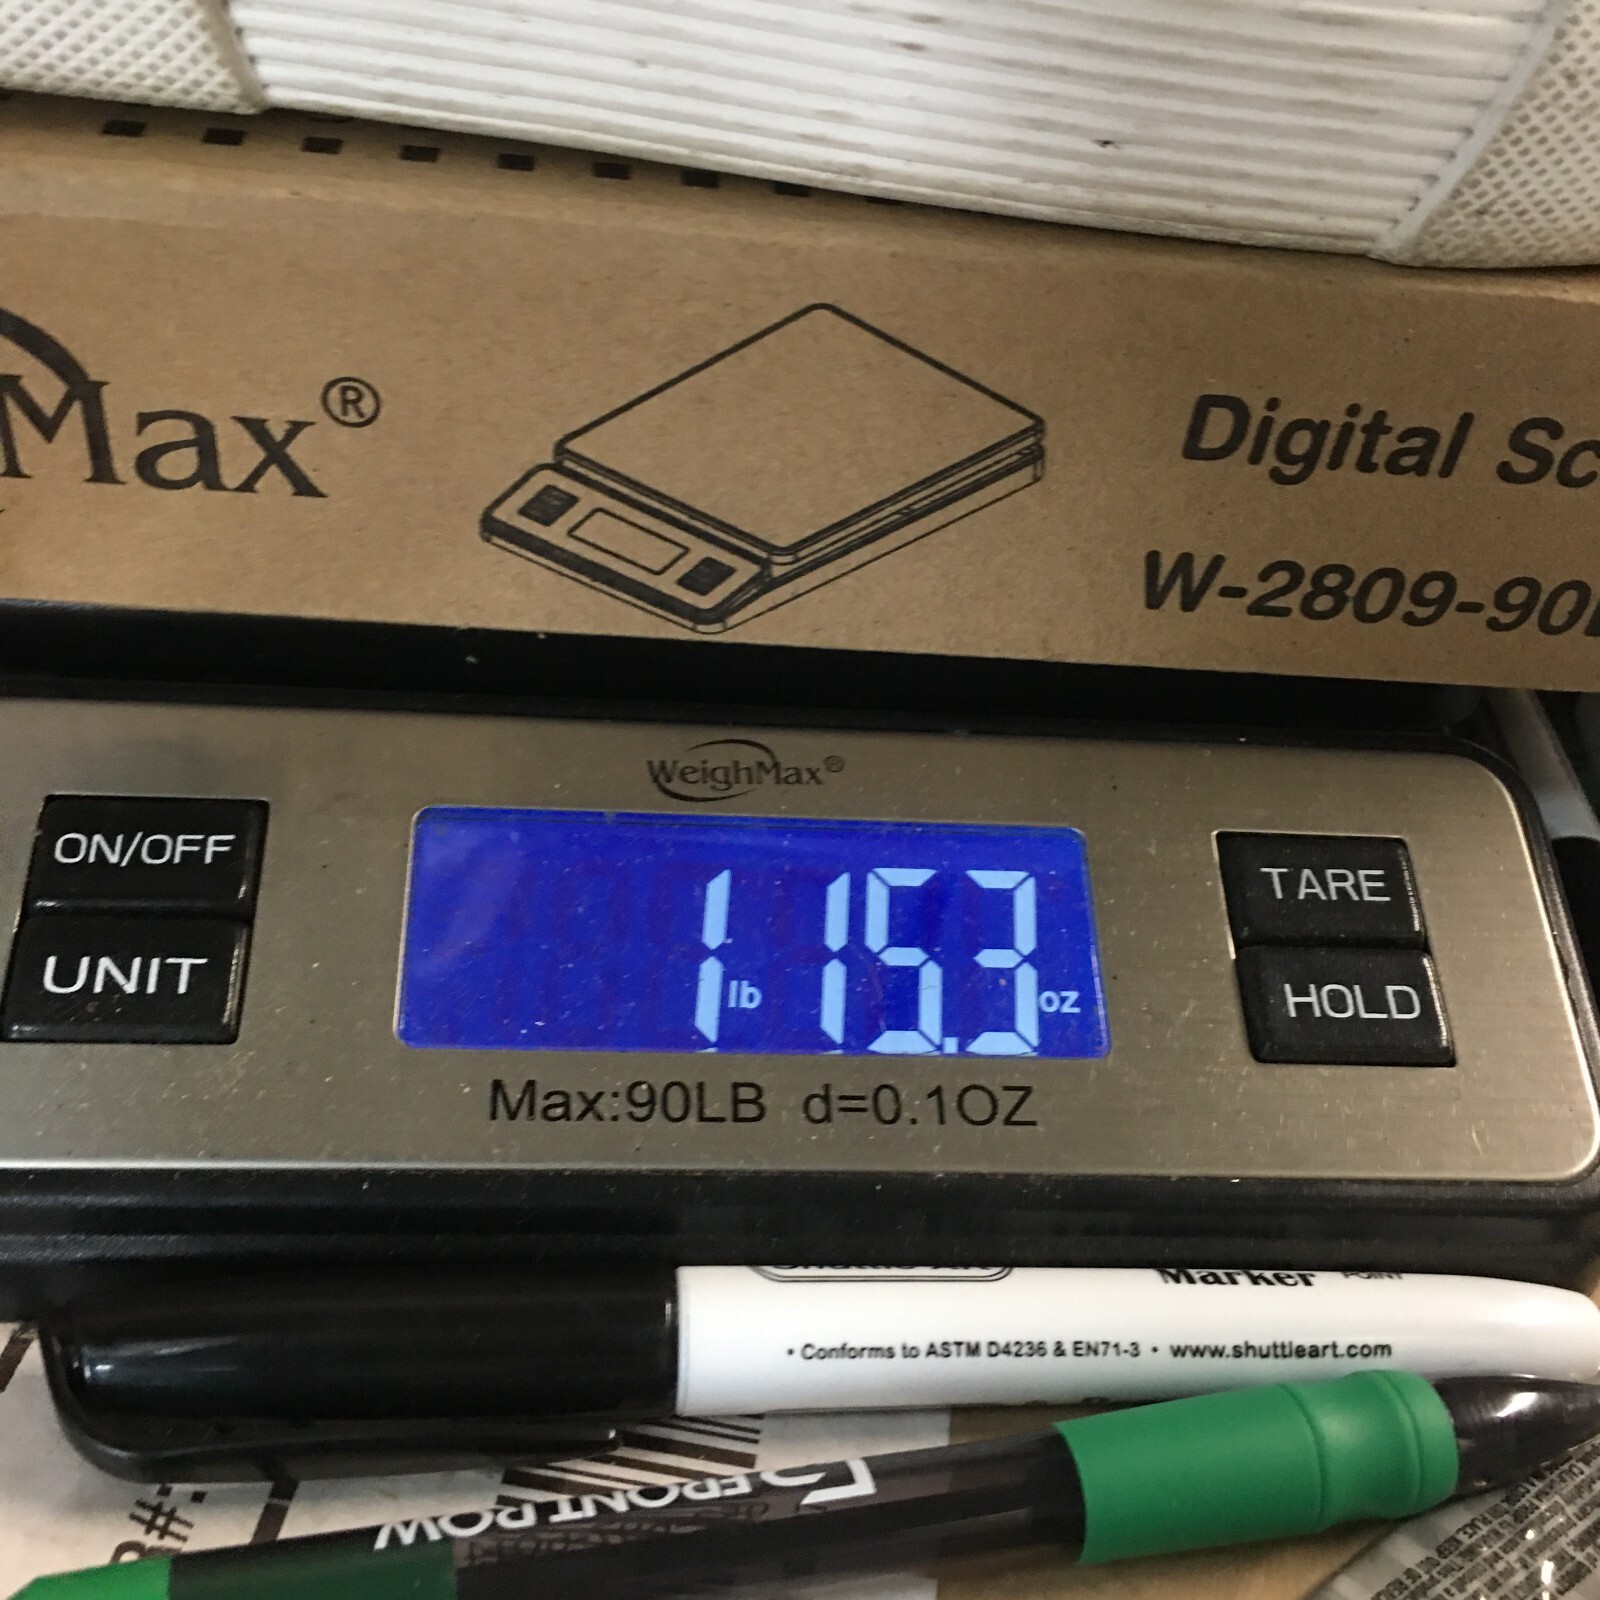 Max®
Digital Sc
W-2809-90
WeighMax®
ON/OFF
UNIT
1 lb 15.3 oz
TARE
HOLD
Max:90LB d=0.1OZ
Marker POINT
• Conforms to ASTM D4236 & EN71-3 • www.shuttleart.com
FRONT ROW
R#: